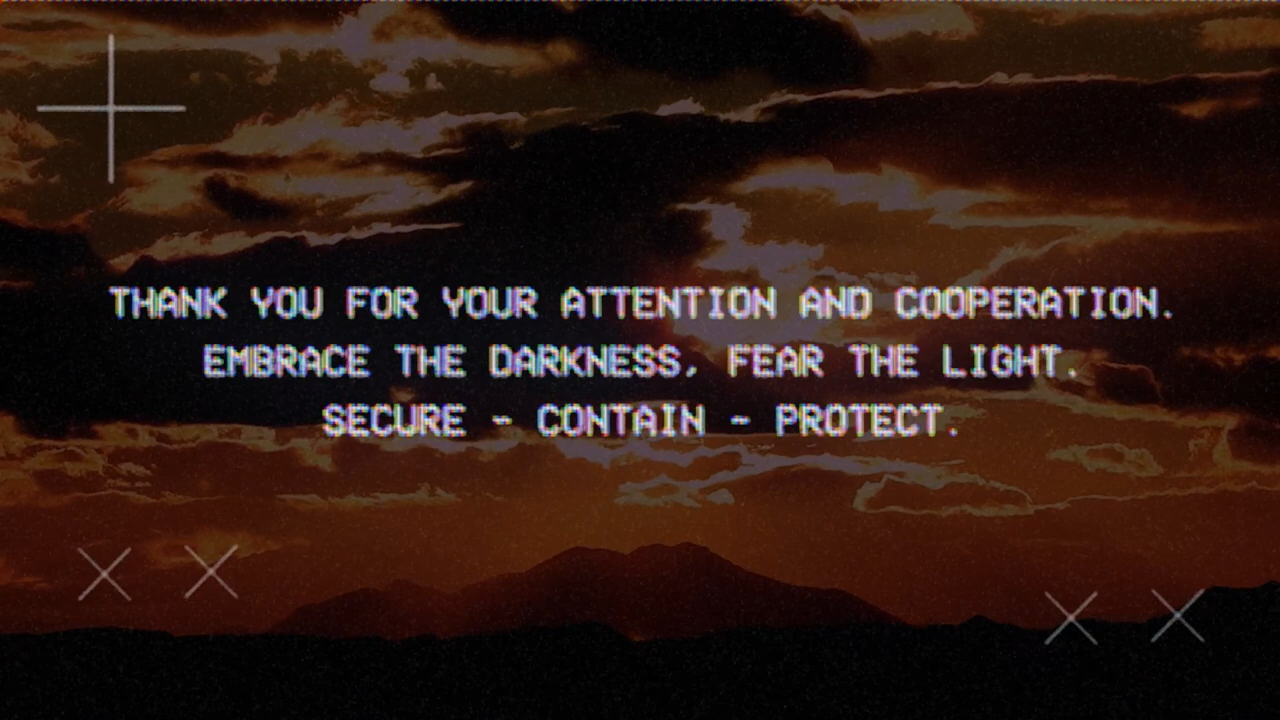 THANK YOU FOR YOUR ATTENTION AND COOPERATION.
EMBRACE THE DARKNESS, FEAR THE LIGHT.
SECURE - CONTAIN - PROTECT.